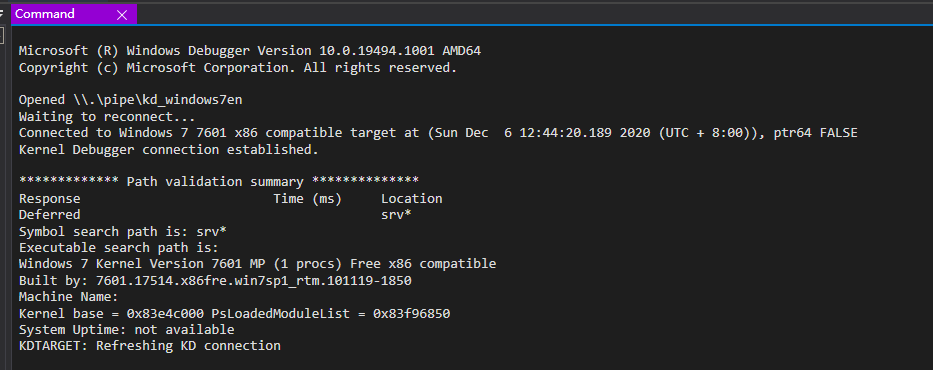 Command
Microsoft (R) Windows Debugger Version 10.0.19494.1001 AMD64
Copyright (c) Microsoft Corporation. All rights reserved.
Opened \\.\pipe\kd_windows7en
Waiting to reconnect...
Connected to Windows 7 7601 x86 compatible target at (Sun Dec  6 12:44:20.189 2020 (UTC + 8:00)), ptr64 FALSE
Kernel Debugger connection established.
************* Path validation summary **************
Response                         Time (ms)     Location
Deferred                                       srv*
Symbol search path is: srv*
Executable search path is:
Windows 7 Kernel Version 7601 MP (1 procs) Free x86 compatible
Built by: 7601.17514.x86fre.win7sp1_rtm.101119-1850
Machine Name:
Kernel base = 0x83e4c000 PsLoadedModuleList = 0x83f96850
System Uptime: not available
KDTARGET: Refreshing KD connection